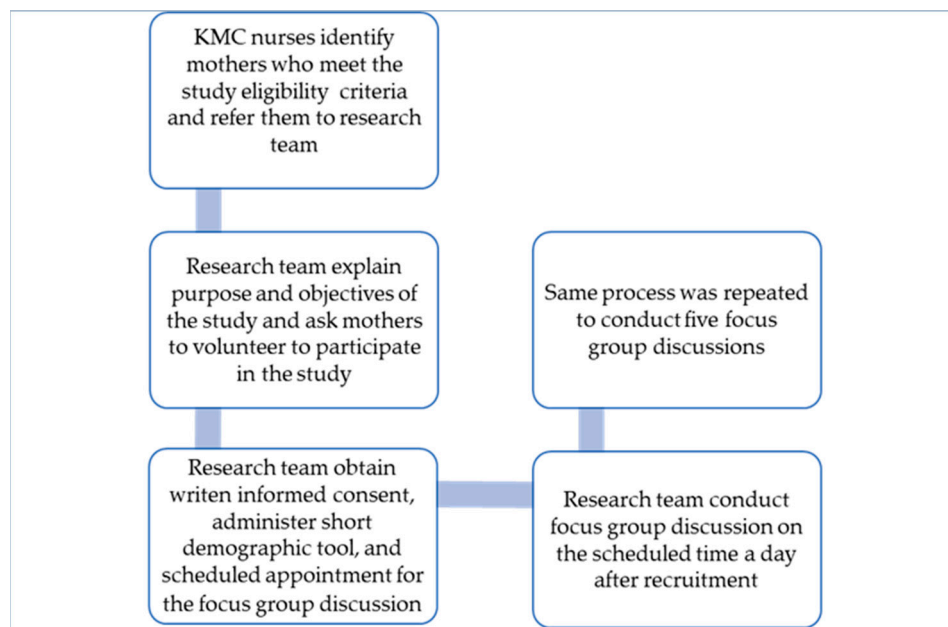 KMC nurses identify
mothers who meet the
study eligibility criteria
and refer them to research
team
Research team explain
purpose and objectives of
the study and ask mothers
to volunteer to participate
in the study
Research team obtain
writen informed consent,
administer short
demographic tool, and
scheduled appointment for
the focus group discussion
Research team conduct
focus group discussion on
the scheduled time a day
after recruitment
Same process was repeated
to conduct five focus
group discussions